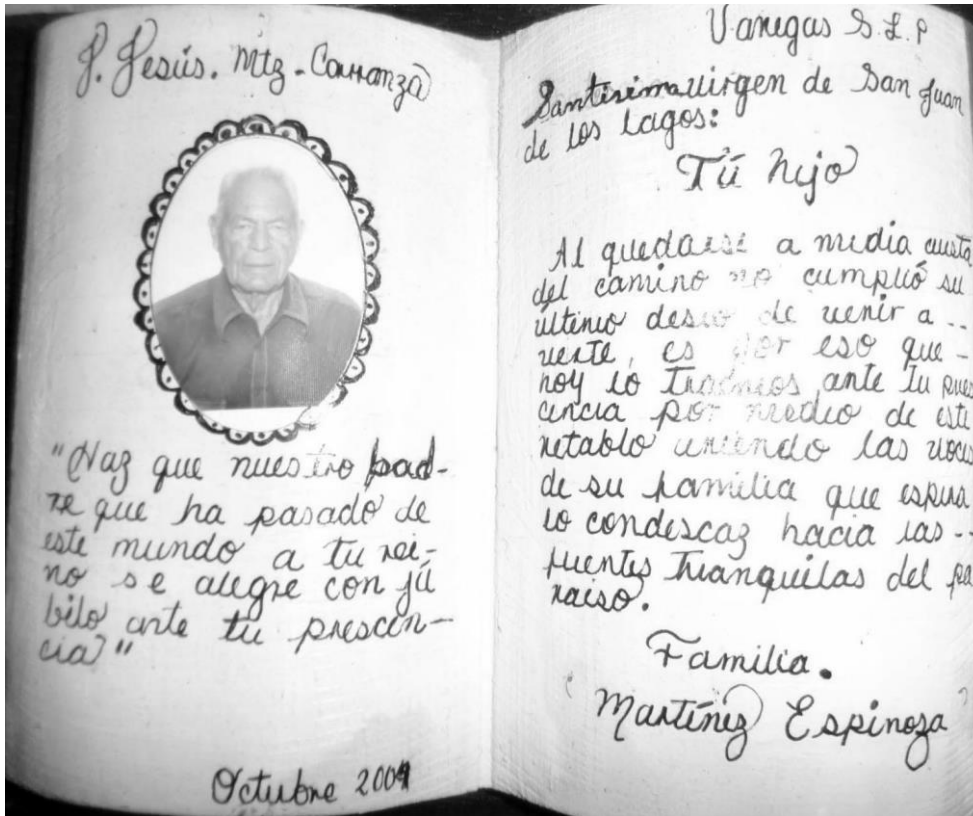 J. Jesús. Mtz. Carranza
"Haz que nuestro pad-
re que ha pasado de
este mundo a tu rei-
no se alegre con jú
bilo ante tu prescen-
cia"
Octubre 2009
Vanegas S.L.P
Santisima virgen de San Juan
de los Lagos:
Tú hijo
Al quedarse a media cuesta
del camino no cumplió su
último deseo de venir a --
verte, es por eso que -
hoy lo traemos ante tu pres
cencia por medio de este
retablo uniendo las voces
de su familia que espera
lo condescaz hacia las --
fuentes tranquilas del pa
raiso.
Familia.
Martínez Espinoza